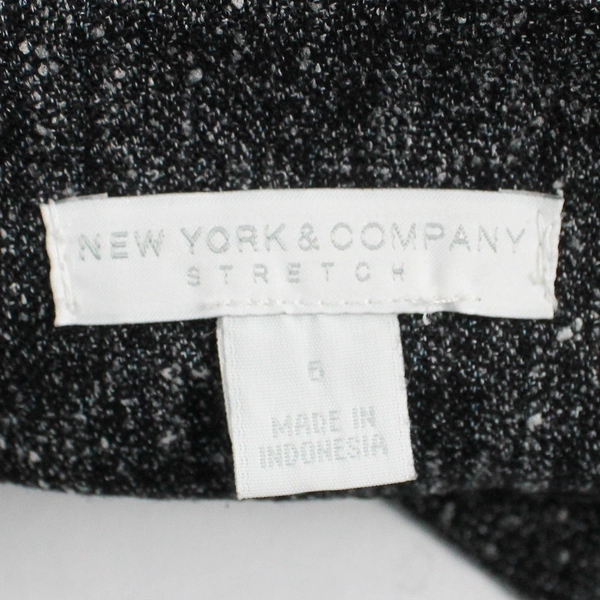 NEW YORK & COMPANY
STRETCH
6
MADE IN
INDONESIA